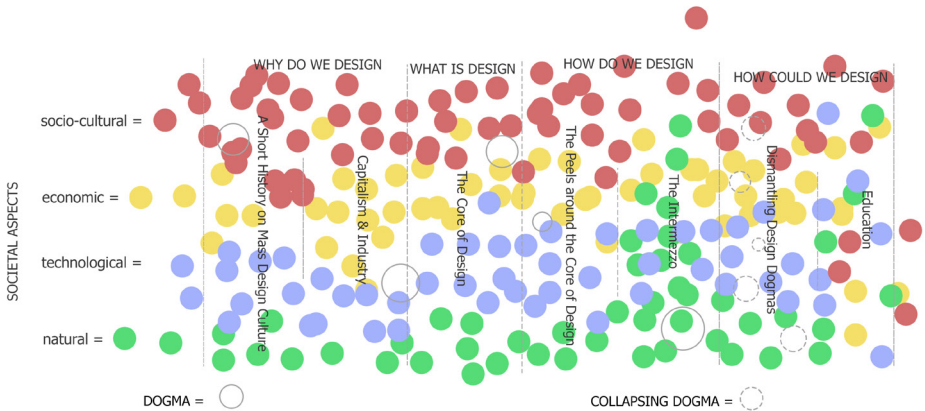 WHY DO WE DESIGN
WHAT IS DESIGN
HOW DO WE DESIGN
HOW COULD WE DESIGN
SOCIETAL ASPECTS
socio-cultural =
economic =
technological =
natural =
A Short History on Mass Design Culture
Capitalism & Industry
The Core of Design
The Peels around the Core of Design
The Intermezzo
Dismantling Design Dogmas
Education
DOGMA =
COLLAPSING DOGMA =